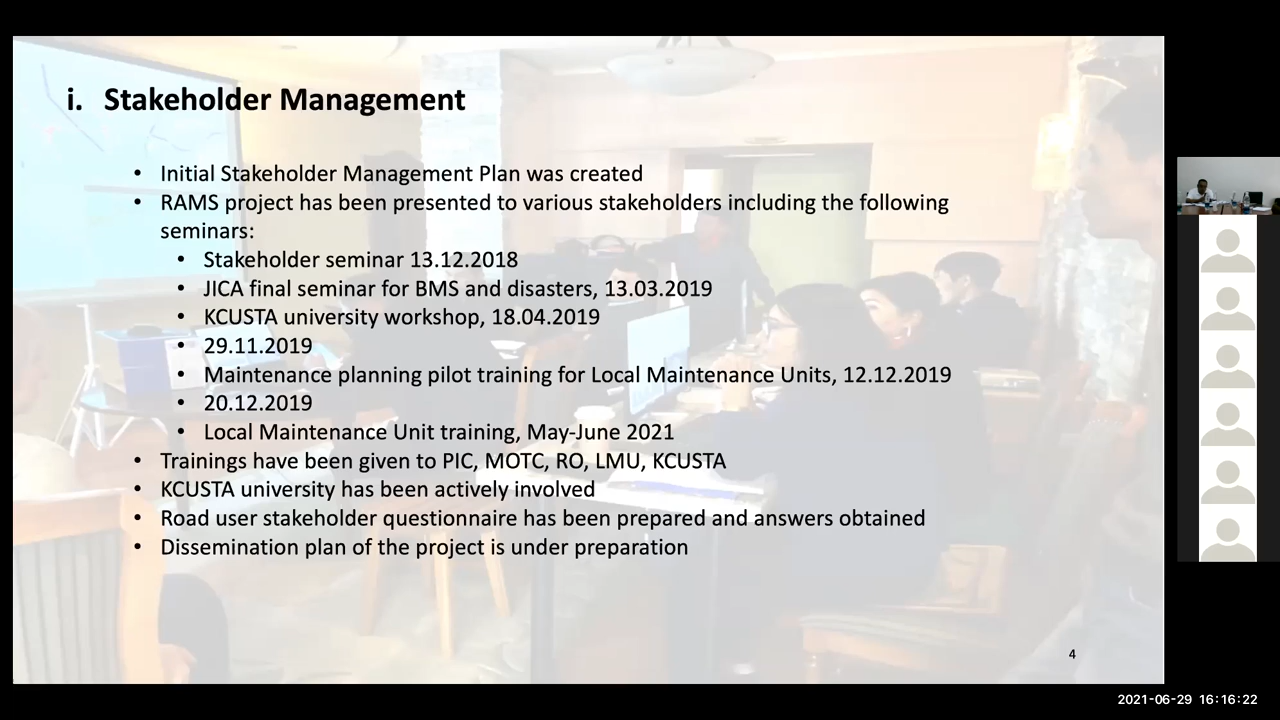 i. Stakeholder Management
• Initial Stakeholder Management Plan was created
• RAMS project has been presented to various stakeholders including the following
seminars:
• Stakeholder seminar 13.12.2018
• JICA final seminar for BMS and disasters, 13.03.2019
• KCUSTA university workshop, 18.04.2019
• 29.11.2019
• Maintenance planning pilot training for Local Maintenance Units, 12.12.2019
• 20.12.2019
• Local Maintenance Unit training, May-June 2021
• Trainings have been given to PIC, MOTC, RO, LMU, KCUSTA
• KCUSTA university has been actively involved
• Road user stakeholder questionnaire has been prepared and answers obtained
• Dissemination plan of the project is under preparation
4
2021-06-29 16:16:22